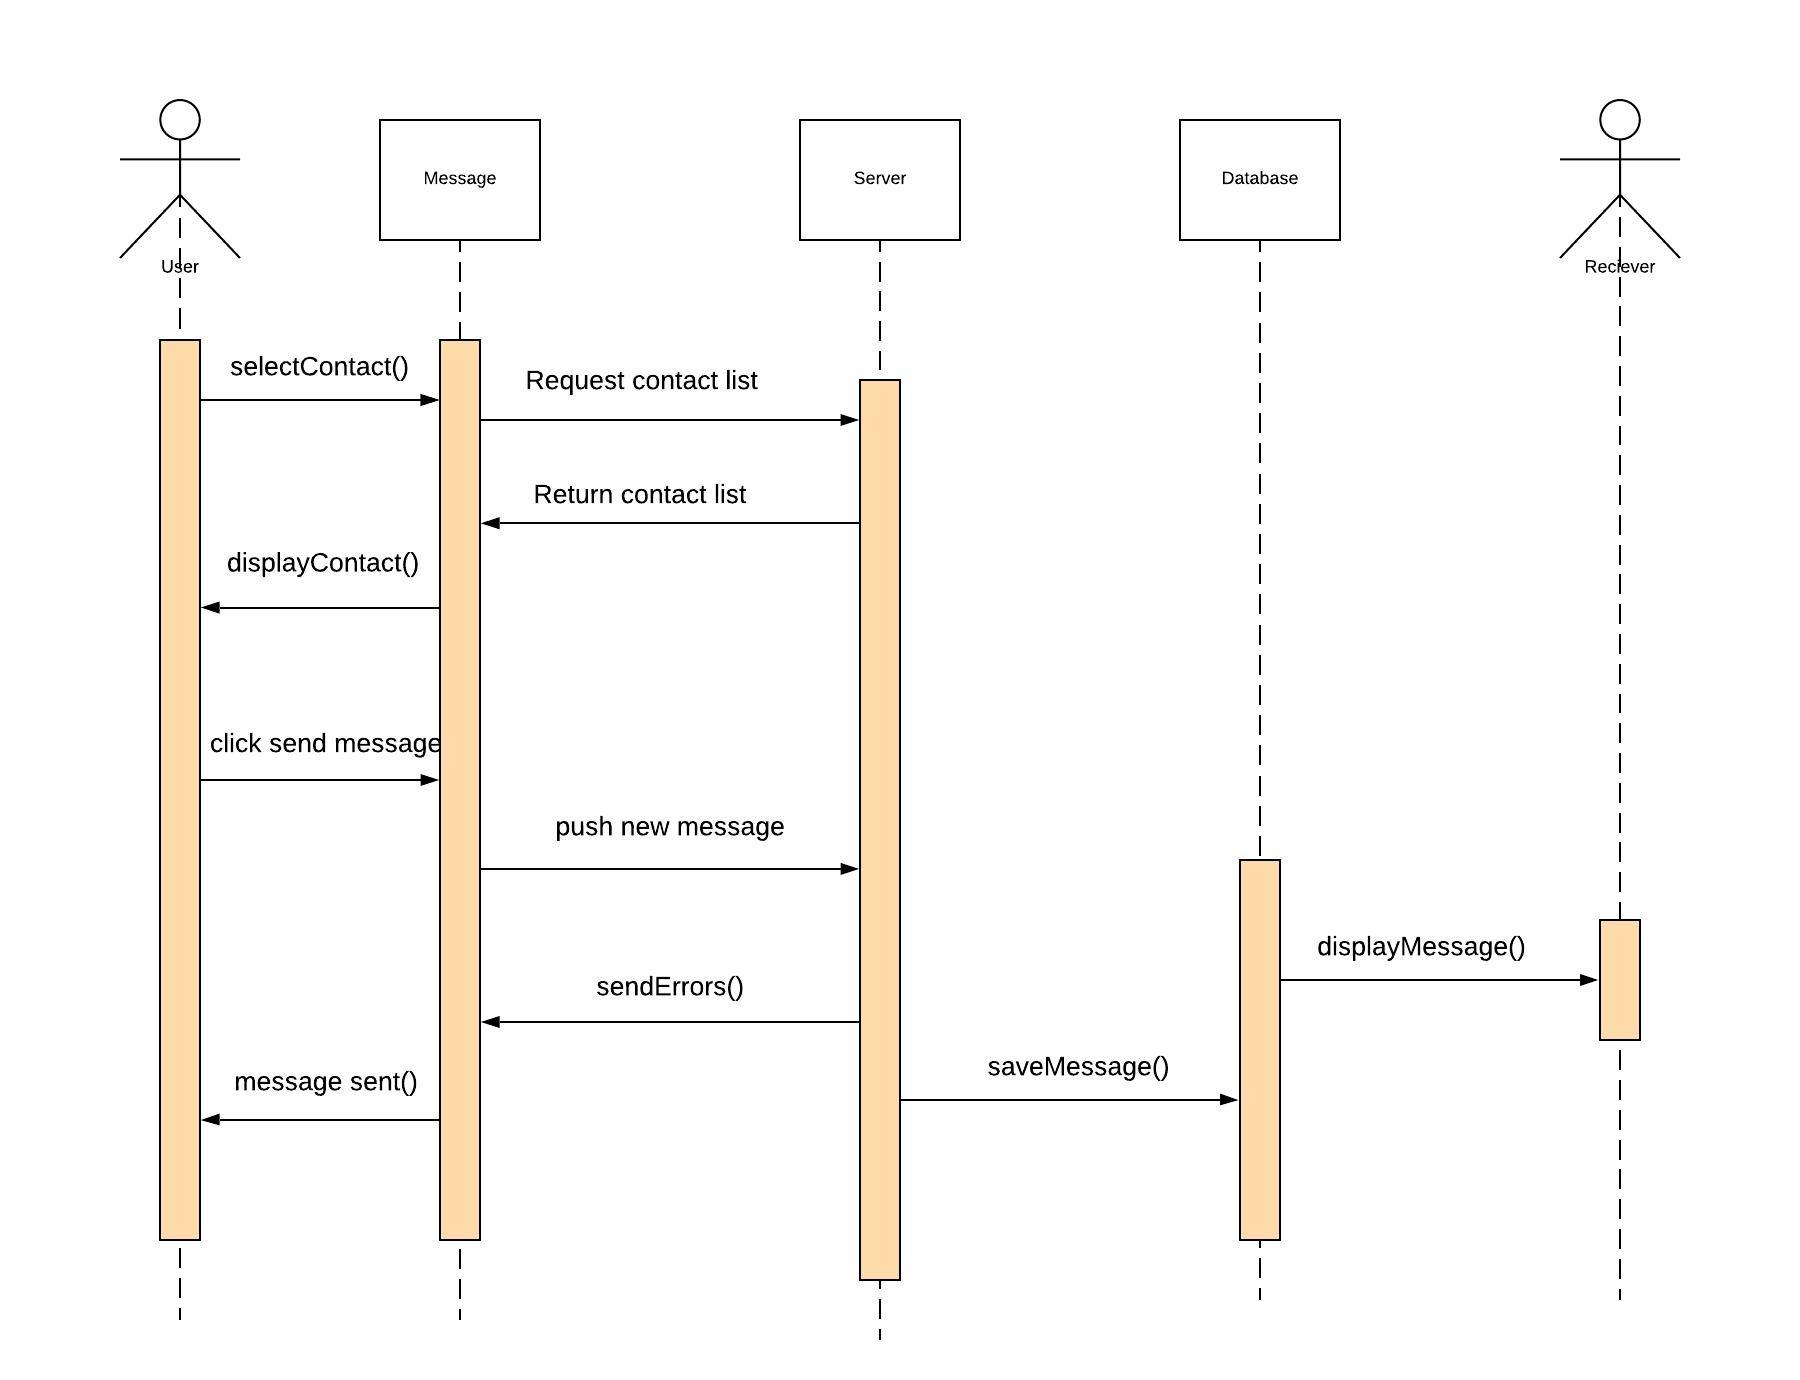 Message
Server
Database
User
Reciever
selectContact()
Request contact list
Return contact list
displayContact()
click send message
push new message
displayMessage()
sendErrors()
saveMessage()
message sent()